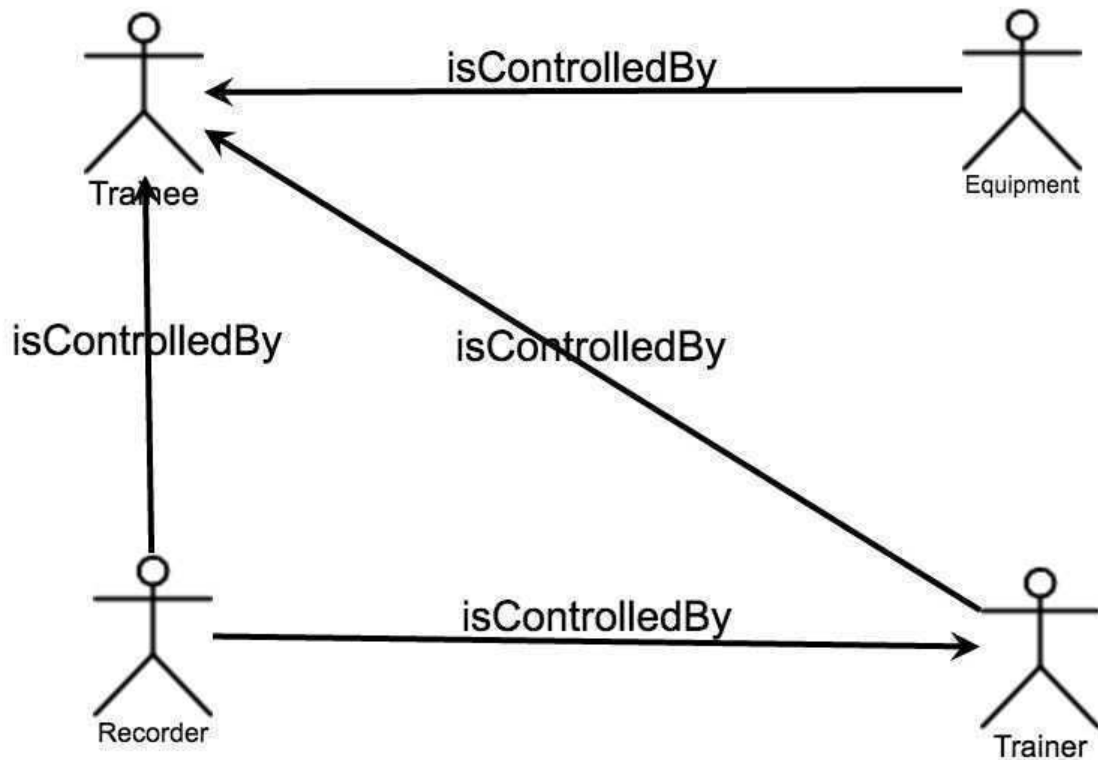 isControlledBy
Trainee
Equipment
isControlledBy
isControlledBy
isControlledBy
Recorder
Trainer